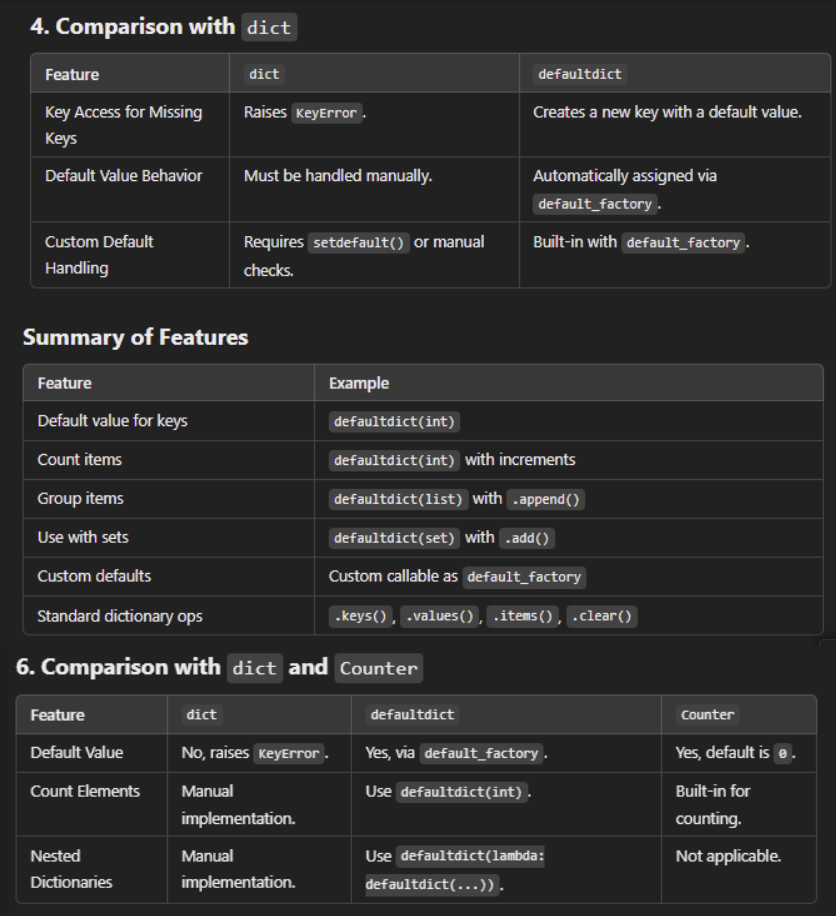 4. Comparison with dict
Feature dict defaultdict
Key Access for Missing Raises KeyError. Creates a new key with a default value.
Keys
Default Value Behavior Must be handled manually. Automatically assigned via
default_factory.
Custom Default Requires setdefault() or manual Built-in with default_factory.
Handling checks.
Summary of Features
Feature Example
Default value for keys defaultdict(int)
Count items defaultdict(int) with increments
Group items defaultdict(list) with .append()
Use with sets defaultdict(set) with .add()
Custom defaults Custom callable as default_factory
Standard dictionary ops .keys(), .values(), .items(), .clear()
6. Comparison with dict and Counter
Feature dict defaultdict Counter
Default Value No, raises KeyError. Yes, via default_factory. Yes, default is 0.
Count Elements Manual Use defaultdict(int). Built-in for
implementation. counting.
Nested Manual Use defaultdict(lambda: Not applicable.
Dictionaries implementation. defaultdict(...)).